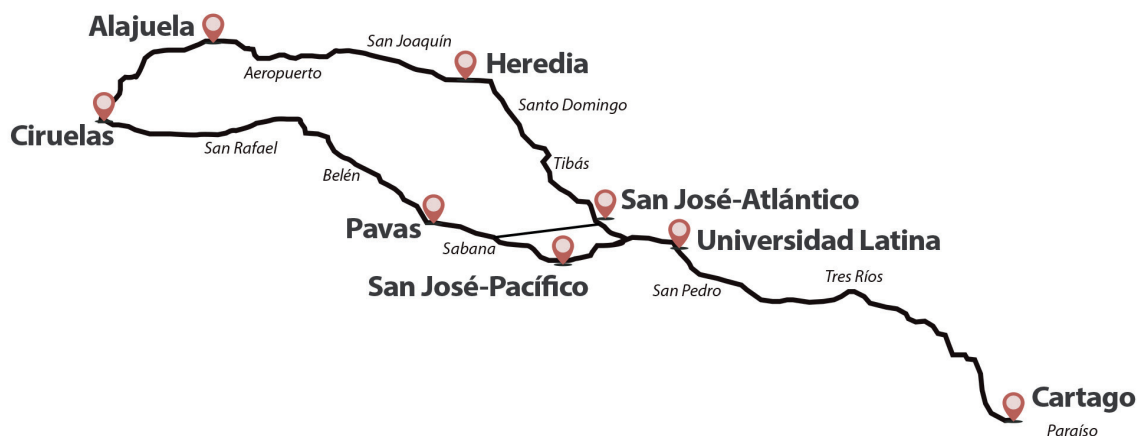 Alajuela
San Joaquín
Heredia
Aeropuerto
Santo Domingo
Ciruelas
San Rafael
Tibás
Belén
San José-Atlántico
Pavas
Sabana
Universidad Latina
San José-Pacífico
San Pedro
Tres Ríos
Cartago
Paraíso